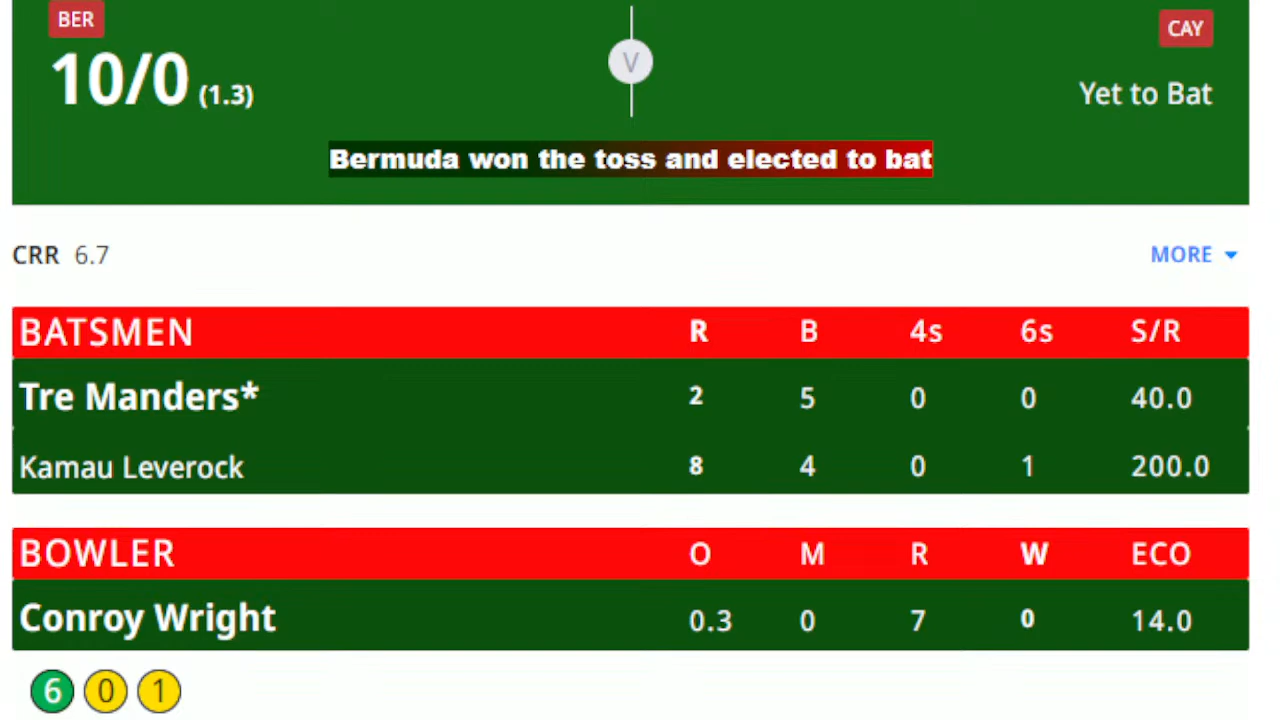 BER
CAY
10/0 (1.3)
V
Yet to Bat
Bermuda won the toss and elected to bat
CRR 6.7
MORE
BATSMEN R B 4s 6s S/R
Tre Manders* 2 5 0 0 40.0
Kamau Leverock 8 4 0 1 200.0
BOWLER O M R W ECO
Conroy Wright 0.3 0 7 0 14.0
6 0 1